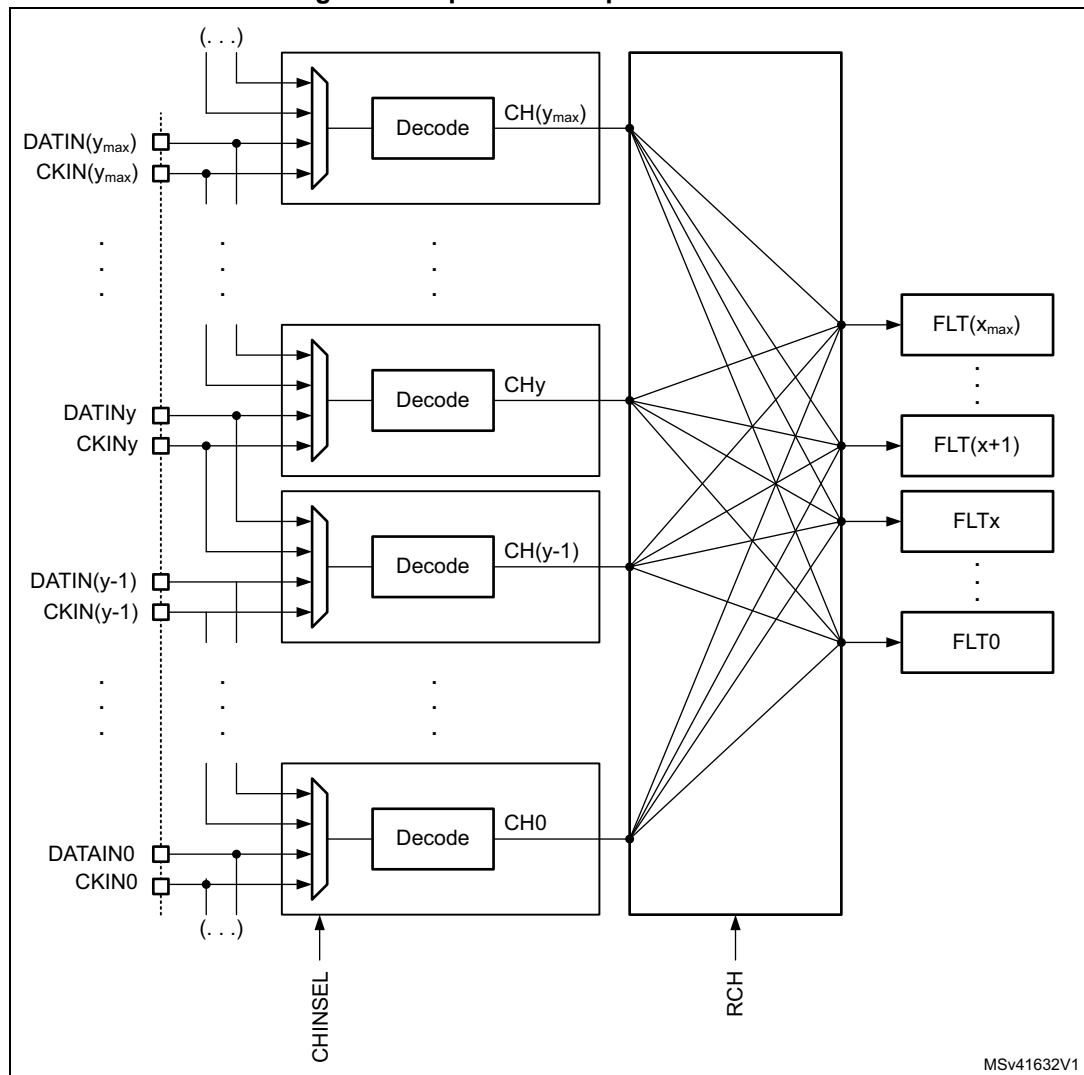 (. . .)
DATIN(ymax)
CKIN(ymax)
Decode
CH(ymax)
. . .
. . .
. . .
FLT(xmax)
. . .
DATINy
CKINy
Decode
CHy
FLT(x+1)
FLTx
. . .
DATIN(y-1)
CKIN(y-1)
Decode
CH(y-1)
FLT0
. . .
. . .
. . .
DATAIN0
CKIN0
Decode
CH0
(. . .)
CHINSEL
RCH
MSv41632V1